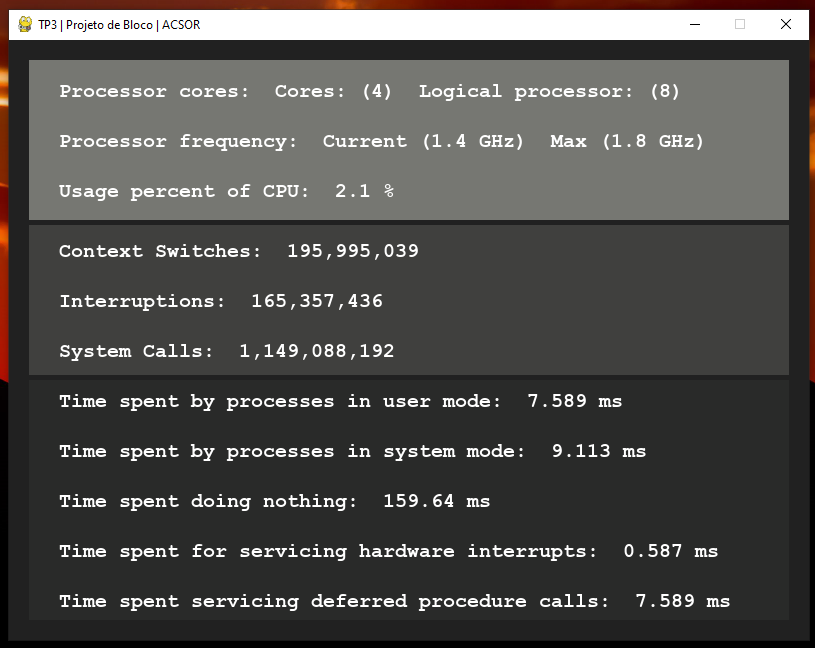 TP3 | Projeto de Bloco | ACSOR
Processor cores:  Cores: (4)  Logical processor: (8)
Processor frequency:  Current (1.4 GHz)  Max (1.8 GHz)
Usage percent of CPU:  2.1 %
Context Switches:  195,995,039
Interruptions:  165,357,436
System Calls:  1,149,088,192
Time spent by processes in user mode:  7.589 ms
Time spent by processes in system mode:  9.113 ms
Time spent doing nothing:  159.64 ms
Time spent for servicing hardware interrupts:  0.587 ms
Time spent servicing deferred procedure calls:  7.589 ms